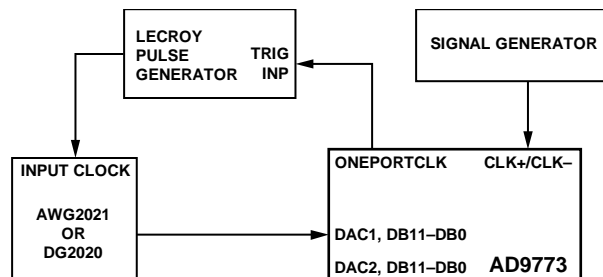 LECROY
PULSE
GENERATOR
TRIG
INP
SIGNAL GENERATOR
INPUT CLOCK
AWG2021
OR
DG2020
ONEPORTCLK
CLK+/CLK–
DAC1, DB11–DB0
DAC2, DB11–DB0
AD9773